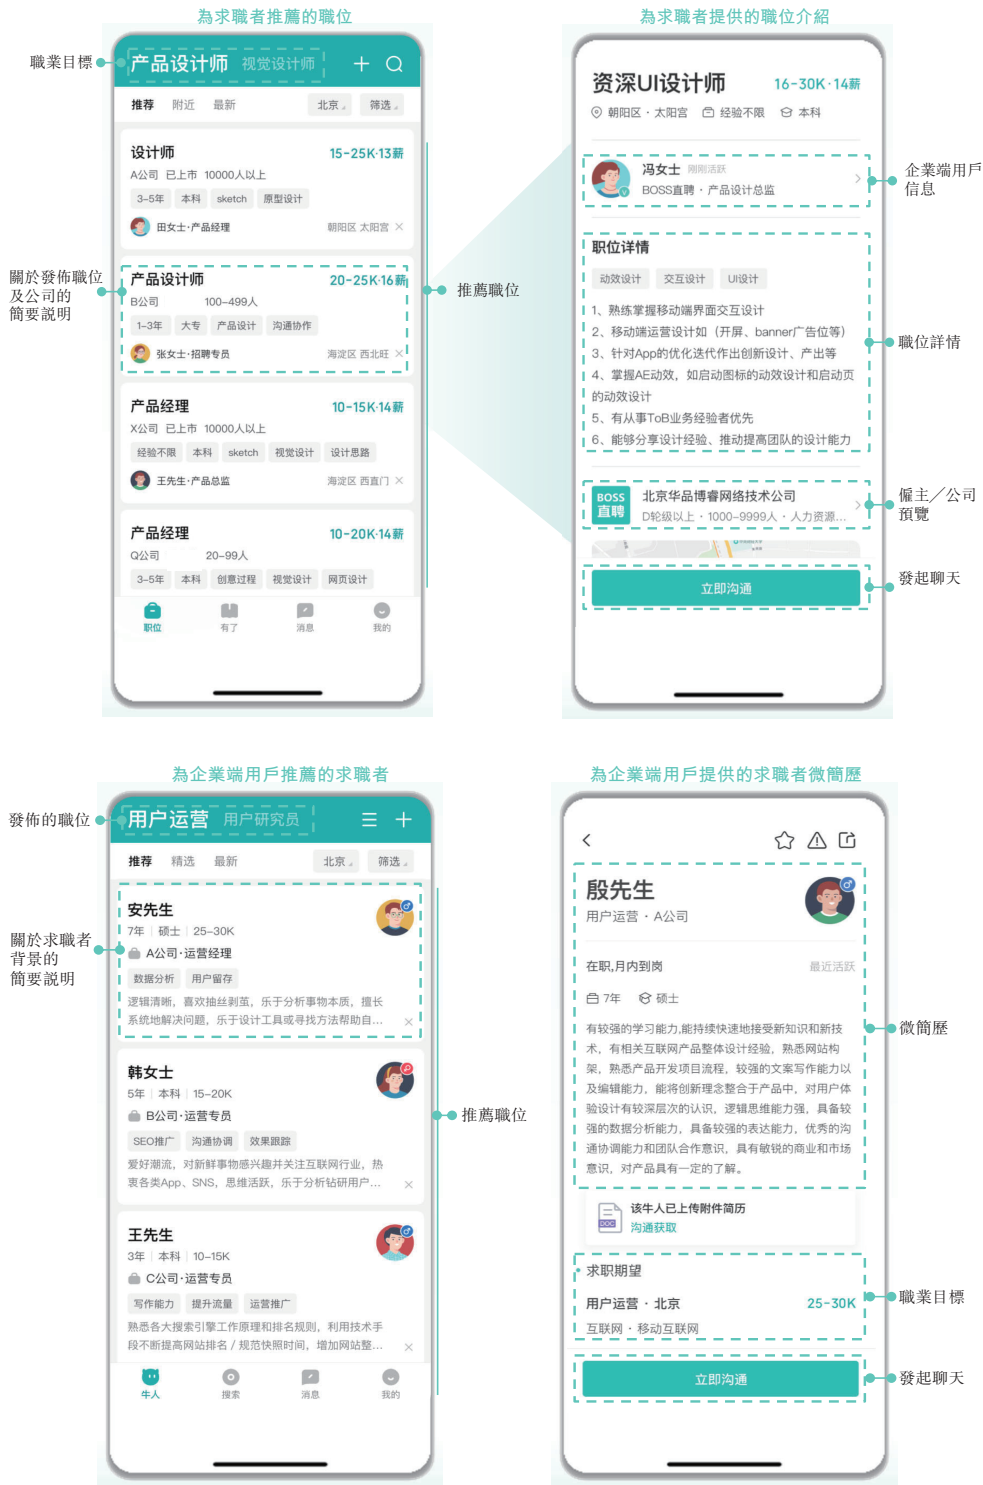 為求職者推薦的職位
職業目標
产品设计师 视觉设计师
推荐 附近 最新 北京 筛选
设计师 15-25K·13薪
A公司 已上市 10000人以上
3-5年 本科 sketch 原型设计
田女士·产品经理 朝阳区 太阳宫
關於發佈職位
及公司的
簡要説明
产品设计师 20-25K·16薪
B公司 100-499人
1-3年 大专 产品设计 沟通协作
张女士·招聘专员 海淀区 西北旺
推薦職位
产品经理 10-15K·14薪
X公司 已上市 10000人以上
经验不限 本科 sketch 视觉设计 设计思路
王先生·产品总监 海淀区 西直门
产品经理 10-20K·14薪
Q公司 20-99人
3-5年 本科 创意过程 视觉设计 网页设计
职位 有了 消息 我的
為求職者提供的職位介紹
资深UI设计师 16-30K·14薪
朝阳区·太阳宫 经验不限 本科
冯女士 刚刚活跃
BOSS直聘·产品设计总监
企業端用戶
信息
职位详情
动效设计 交互设计 UI设计
1、熟练掌握移动端界面交互设计
2、移动端运营设计如（开屏、banner广告位等）
3、针对App的优化迭代作出创新设计、产出等
4、掌握AE动效，如启动图标的动效设计和启动页
的动效设计
5、有从事ToB业务经验者优先
6、能够分享设计经验、推动提高团队的设计能力
職位詳情
BOSS
直聘
北京华品博睿网络技术公司
D轮级以上·1000-9999人·人力资源...
僱主／公司
預覽
立即沟通
發起聊天
為企業端用戶推薦的求職者
發佈的職位
用户运营 用户研究员
推荐 精选 最新 北京 筛选
關於求職者
背景的
簡要説明
安先生
7年 硕士 25-30K
A公司·运营经理
数据分析 用户留存
逻辑清晰，喜欢抽丝剥茧，乐于分析事物本质，擅长
系统地解决问题，乐于设计工具或寻找方法帮助自...
韩女士
5年 本科 15-20K
B公司·运营专员
SEO推广 沟通协调 效果跟踪
爱好潮流，对新鲜事物感兴趣并关注互联网行业，热
衷各类App、SNS，思维活跃，乐于分析钻研用户...
推薦職位
王先生
3年 本科 10-15K
C公司·运营专员
写作能力 提升流量 运营推广
熟悉各大搜索引擎工作原理和排名规则，利用技术手
段不断提高网站排名／规范快照时间，增加网站整...
牛人 搜索 消息 我的
為企業端用戶提供的求職者微簡歷
殷先生
用户运营·A公司
在职,月内到岗 最近活跃
7年 硕士
有较强的学习能力,能持续快速地接受新知识和新技
术，有相关互联网产品整体设计经验，熟悉网站构
架，熟悉产品开发项目流程，较强的文案写作能力以
及编辑能力，能将创新理念整合于产品中，对用户体
验设计有较深层次的认识，逻辑思维能力强，具备较
强的数据分析能力，具备较强的表达能力，优秀的沟
通协调能力和团队合作意识，具有敏锐的商业和市场
意识，对产品具有一定的了解。
微簡歷
DOC
该牛人已上传附件简历
沟通获取
求职期望
用户运营·北京 25-30K
互联网·移动互联网
職業目標
立即沟通
發起聊天